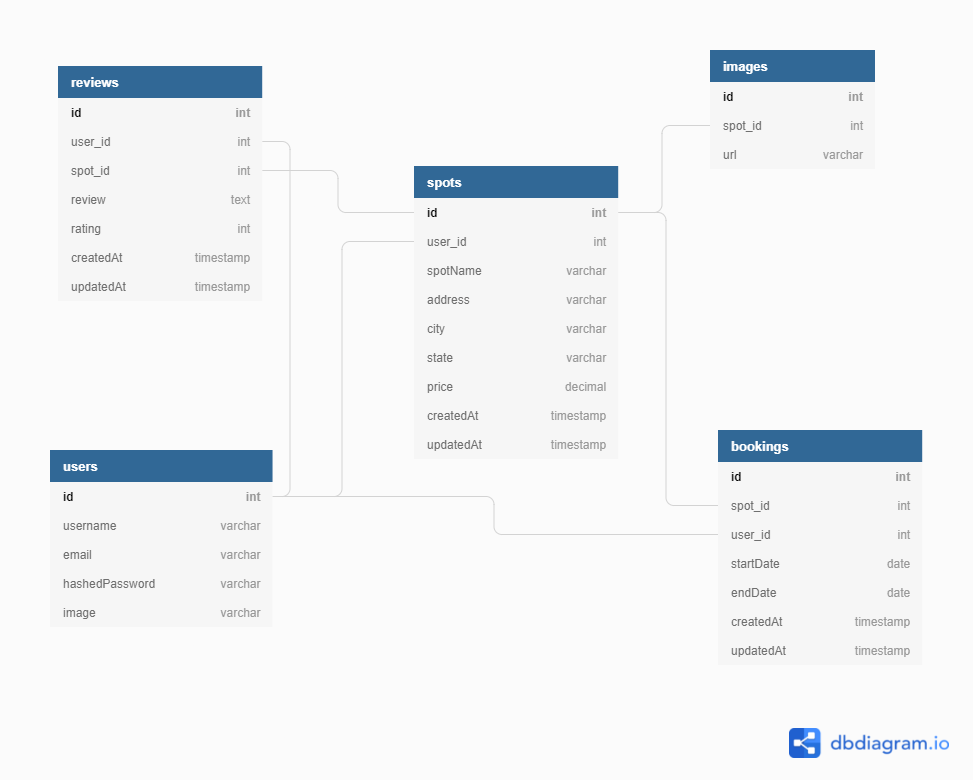 reviews
id int
user_id int
spot_id int
review text
rating int
createdAt timestamp
updatedAt timestamp
images
id int
spot_id int
url varchar
spots
id int
user_id int
spotName varchar
address varchar
city varchar
state varchar
price decimal
createdAt timestamp
updatedAt timestamp
users
id int
username varchar
email varchar
hashedPassword varchar
image varchar
bookings
id int
spot_id int
user_id int
startDate date
endDate date
createdAt timestamp
updatedAt timestamp
dbdiagram.io